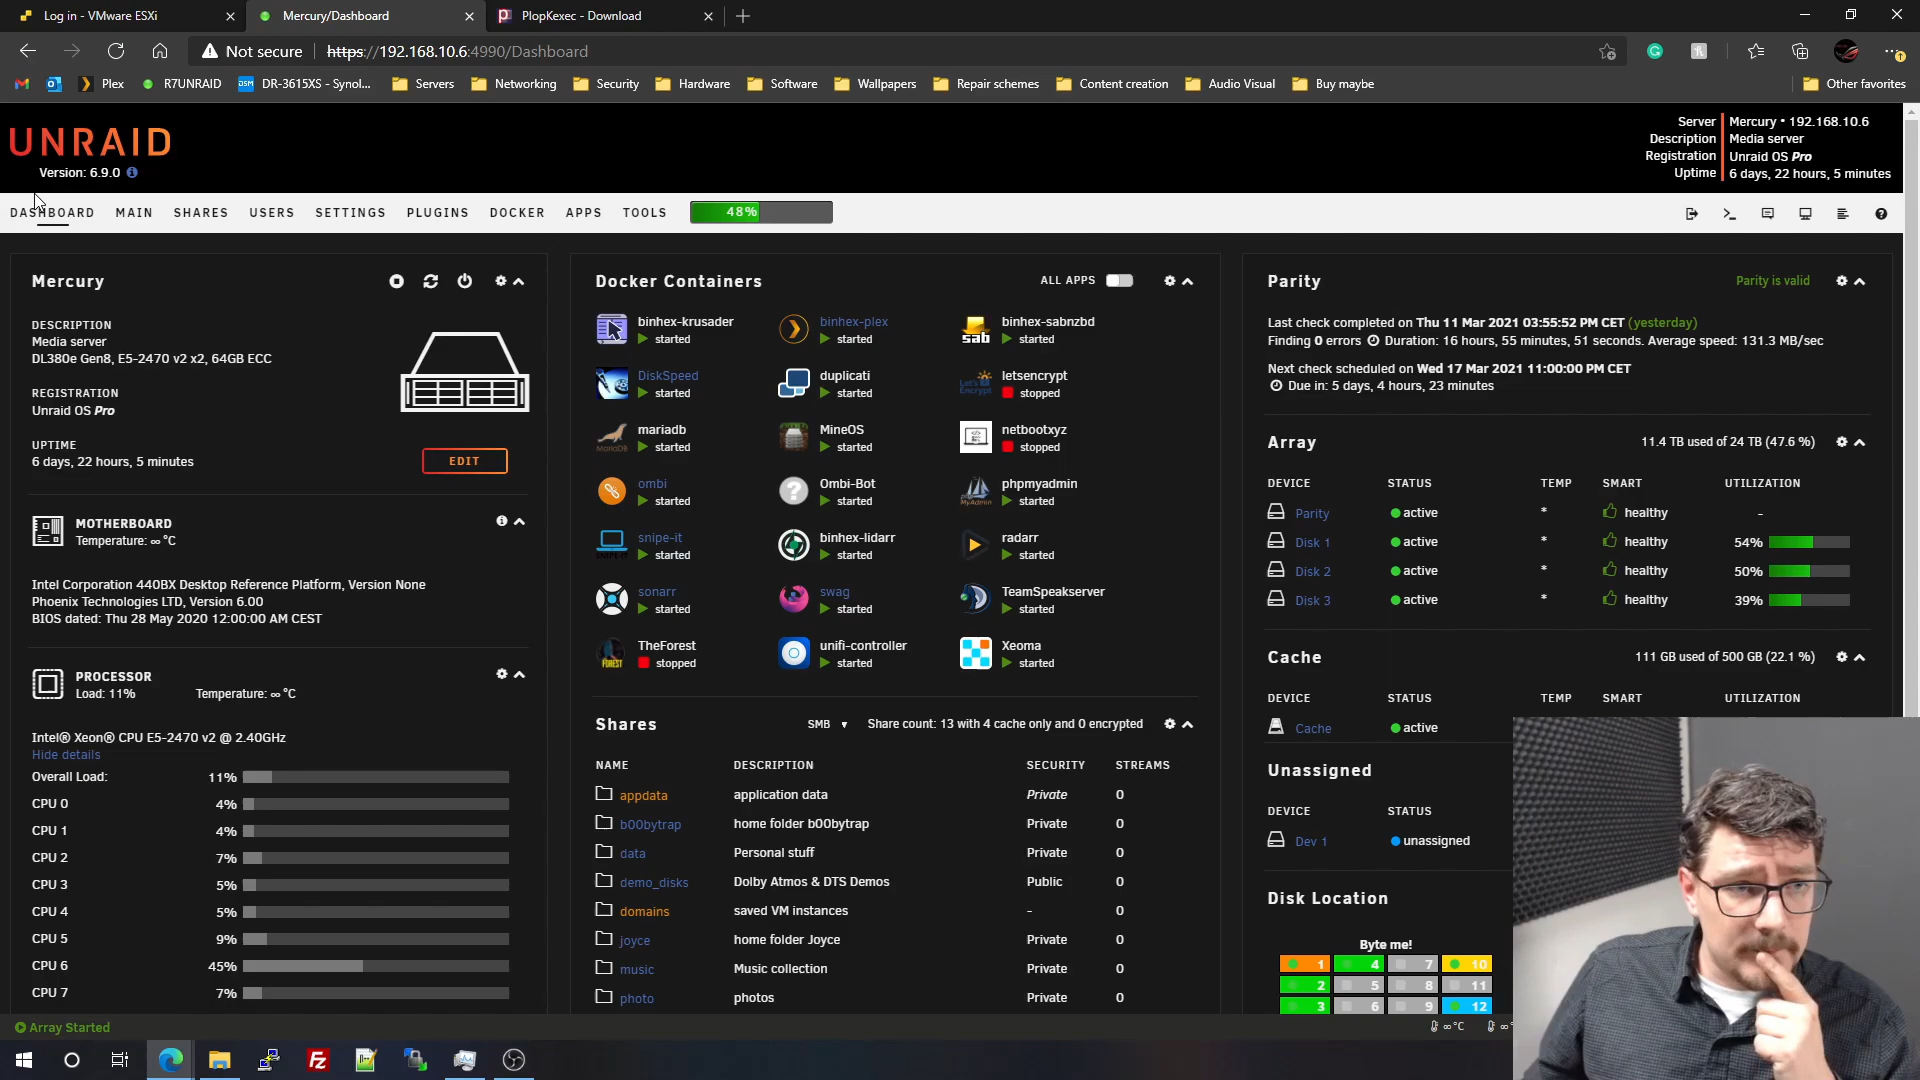 Log in - VMware ESXi
Mercury/Dashboard
PlopKexec - Download
Not secure
https://192.168.10.6:4990/Dashboard
Plex
R7UNRAID
DSM
DR-3615XS - Synol...
Servers
Networking
Security
Hardware
Software
Wallpapers
Repair schemes
Content creation
Audio Visual
Buy maybe
Other favorites
UNRAID
Version: 6.9.0
Server
Description
Registration
Uptime
Mercury • 192.168.10.6
Media server
Unraid OS Pro
6 days, 22 hours, 5 minutes
DASHBOARD MAIN SHARES USERS SETTINGS PLUGINS DOCKER APPS TOOLS 48%
Mercury
DESCRIPTION
Media server
DL380e Gen8, E5-2470 v2 x2, 64GB ECC
REGISTRATION
Unraid OS Pro
UPTIME
6 days, 22 hours, 5 minutes
EDIT
MOTHERBOARD
Temperature: ∞ °C
Intel Corporation 440BX Desktop Reference Platform, Version None
Phoenix Technologies LTD, Version 6.00
BIOS dated: Thu 28 May 2020 12:00:00 AM CEST
PROCESSOR
Load: 11% Temperature: ∞ °C
Intel® Xeon® CPU E5-2470 v2 @ 2.40GHz
Hide details
Overall Load: 11%
CPU 0 4%
CPU 1 4%
CPU 2 7%
CPU 3 5%
CPU 4 5%
CPU 5 9%
CPU 6 45%
CPU 7 7%
Docker Containers
ALL APPS
binhex-krusader
started
binhex-plex
started
sab
binhex-sabnzbd
started
DiskSpeed
started
duplicati
started
Let's Encrypt
letsencrypt
stopped
MariaDB
mariadb
started
MineOS
started
netbootxyz
stopped
ombi
started
Ombi-Bot
started
phpmyadmin
started
snipe-it
started
binhex-lidarr
started
radarr
started
sonarr
started
swag
started
TeamSpeakserver
started
FOREST
TheForest
stopped
unifi-controller
started
Xeoma
started
Shares
SMB
Share count: 13 with 4 cache only and 0 encrypted
NAME DESCRIPTION SECURITY STREAMS
appdata application data Private 0
b00bytrap home folder b00bytrap Private 0
data Personal stuff Private 0
demo_disks Dolby Atmos & DTS Demos Public 0
domains saved VM instances - 0
joyce home folder Joyce Private 0
music Music collection Private 0
photo photos Private 0
Parity
Parity is valid
Last check completed on Thu 11 Mar 2021 03:55:52 PM CET (yesterday)
Finding 0 errors Duration: 16 hours, 55 minutes, 51 seconds. Average speed: 131.3 MB/sec
Next check scheduled on Wed 17 Mar 2021 11:00:00 PM CET
Due in: 5 days, 4 hours, 23 minutes
Array
11.4 TB used of 24 TB (47.6 %)
DEVICE STATUS TEMP SMART UTILIZATION
Parity active * healthy -
Disk 1 active * healthy 54%
Disk 2 active * healthy 50%
Disk 3 active * healthy 39%
Cache
111 GB used of 500 GB (22.1 %)
DEVICE STATUS TEMP SMART UTILIZATION
Cache active
Unassigned
DEVICE STATUS
Dev 1 unassigned
Disk Location
Byte me!
1 4 7 10
2 5 8 11
3 6 9 12
Array Started
∞ °C
∞